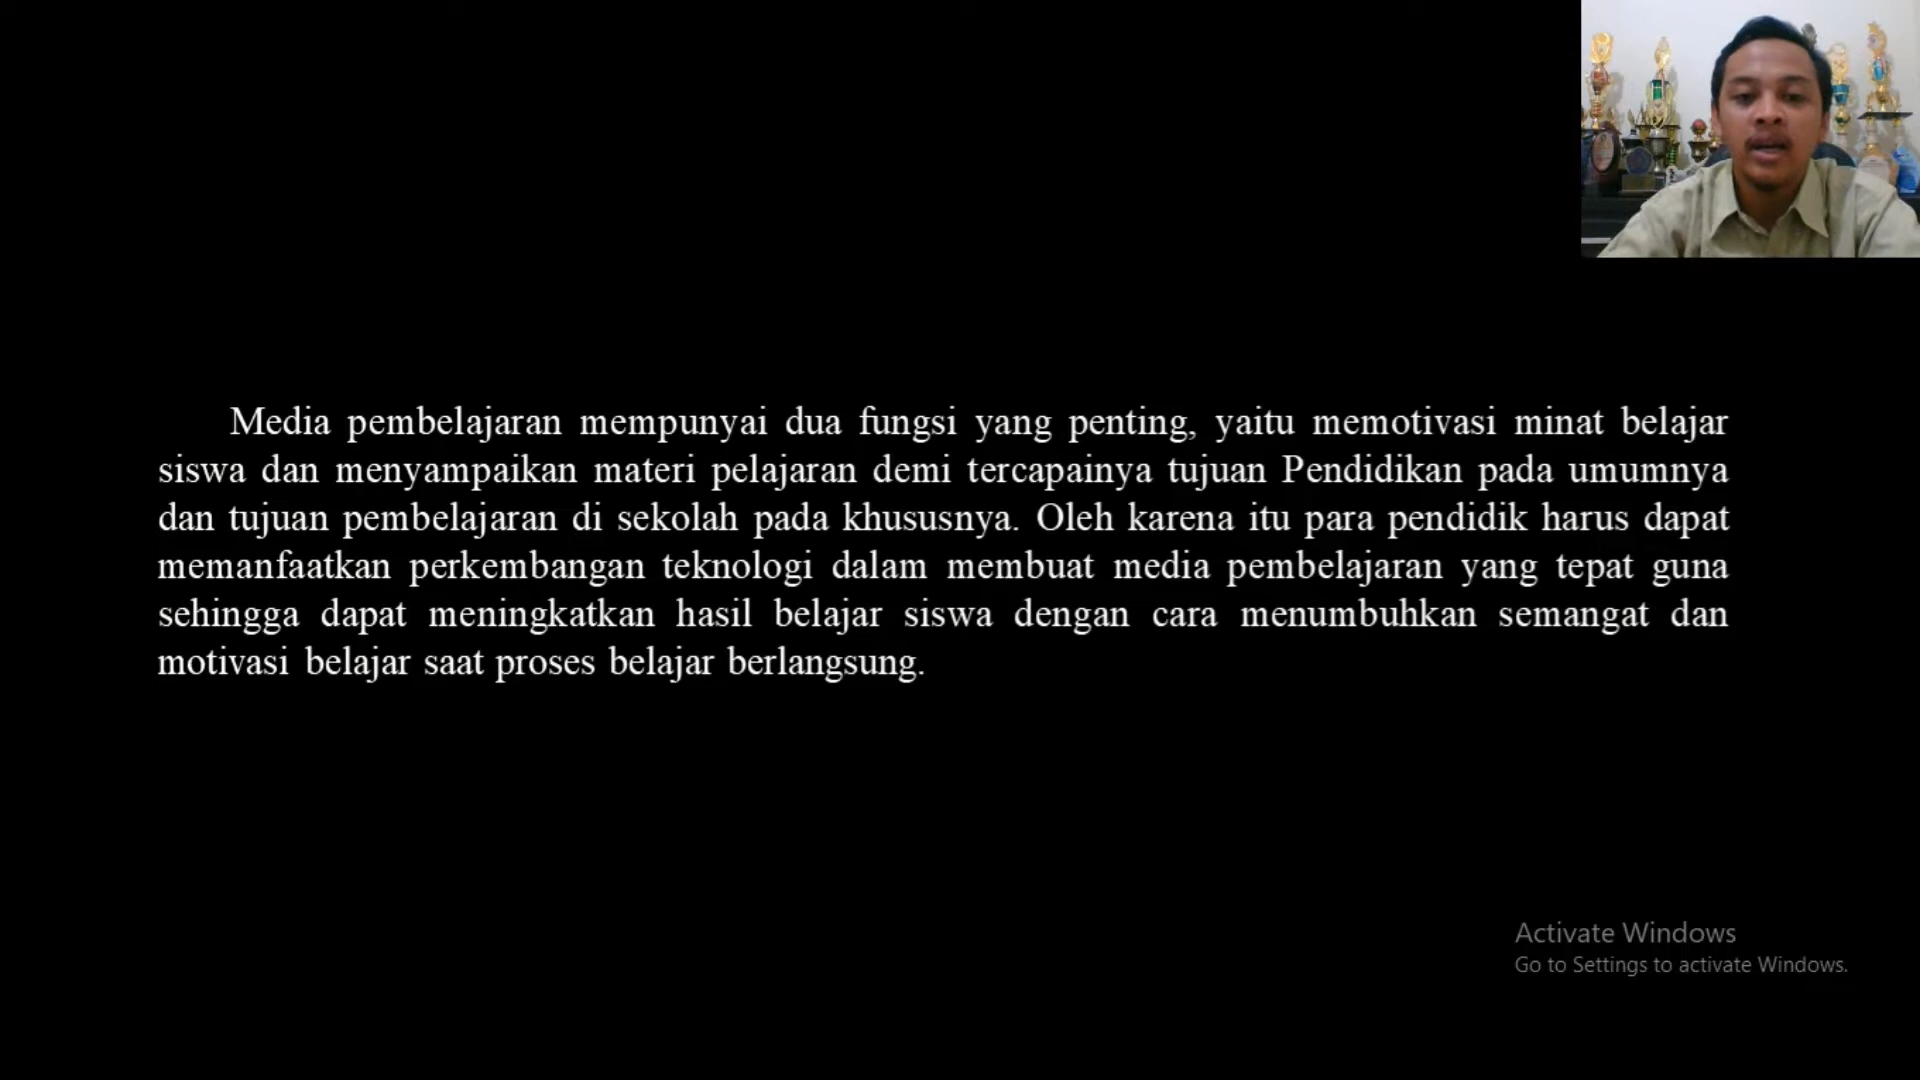 Media pembelajaran mempunyai dua fungsi yang penting, yaitu memotivasi minat belajar
siswa dan menyampaikan materi pelajaran demi tercapainya tujuan Pendidikan pada umumnya
dan tujuan pembelajaran di sekolah pada khususnya. Oleh karena itu para pendidik harus dapat
memanfaatkan perkembangan teknologi dalam membuat media pembelajaran yang tepat guna
sehingga dapat meningkatkan hasil belajar siswa dengan cara menumbuhkan semangat dan
motivasi belajar saat proses belajar berlangsung.
Activate Windows
Go to Settings to activate Windows.